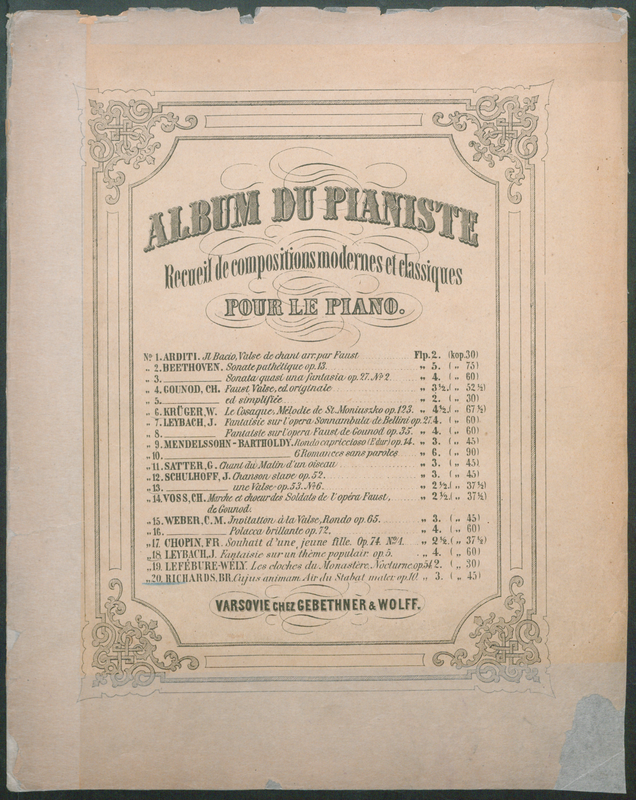 ALBUM DU PIANISTE
Recueil de compositions modernes et classiques
POUR LE PIANO.
No 1. ARDITI. Il Bacio, Valse de chant arr. par Faust Flp. 2. (kop. 30)
„ 2. BEETHOVEN. Sonate pathétique op. 13. „ 5. („ 75)
„ 3. ———— Sonata quasi una fantasia op. 27. No 2. „ 4. („ 60)
„ 4. GOUNOD, CH. Faust Valse, ed originale „ 3½. („ 52½)
„ 5. ———— ed simplifiée „ 2. („ 30)
„ 6. KRÜGER, W. Le Cosaque, Mélodie de St. Moniuszko op. 123. „ 4½. („ 67½)
„ 7. LEYBACH, J. Fantaisie sur l'opera Sonnambula de Bellini op. 27. 4. („ 60)
„ 8. ———— Fantaisie sur l'opera Faust de Gounod op. 35. „ 4. („ 60)
„ 9. MENDELSSOHN-BARTHOLDY. Rondo capriccioso (E dur) op. 14. „ 3. („ 45)
„ 10. ———— 6 Romances sans paroles „ 6. („ 90)
„ 11. SATTER, G. Chant du Matin d'un oiseau „ 3. („ 45)
„ 12. SCHULHOFF, J. Chanson slave op. 52. „ 3. („ 45)
„ 13. ———— une Valse op. 53. No 6. „ 2½. („ 37½)
„ 14. VOSS, CH. Marche et choeur des Soldats de l'opéra Faust, „ 2½. („ 37½)
de Gounod.
„ 15. WEBER, C. M. Invitation à la Valse, Rondo op. 65. „ 3. („ 45)
„ 16. ———— Polacca brillante op. 72. „ 4. („ 60)
„ 17. CHOPIN, FR. Souhait d'une jeune fille. Op. 74. No 1. „ 2½. („ 37½)
„ 18. LEYBACH, J. Fantaisie sur un thème populair. op. 5. „ 4. („ 60)
„ 19. LEFÉBURE-WÉLY. Les cloches du Monastère, Nocturne, op. 54 2. („ 30)
„ 20. RICHARDS, BR. Cujus animam, Air du Stabat mater op. 10. „ 3. („ 45)
VARSOVIE CHEZ GEBETHNER & WOLFF.